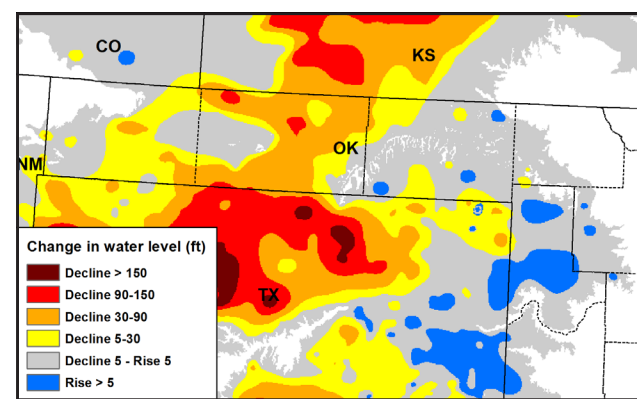 CO
KS
OK
NM
TX
Change in water level (ft)
Decline > 150
Decline 90-150
Decline 30-90
Decline 5-30
Decline 5 - Rise 5
Rise > 5